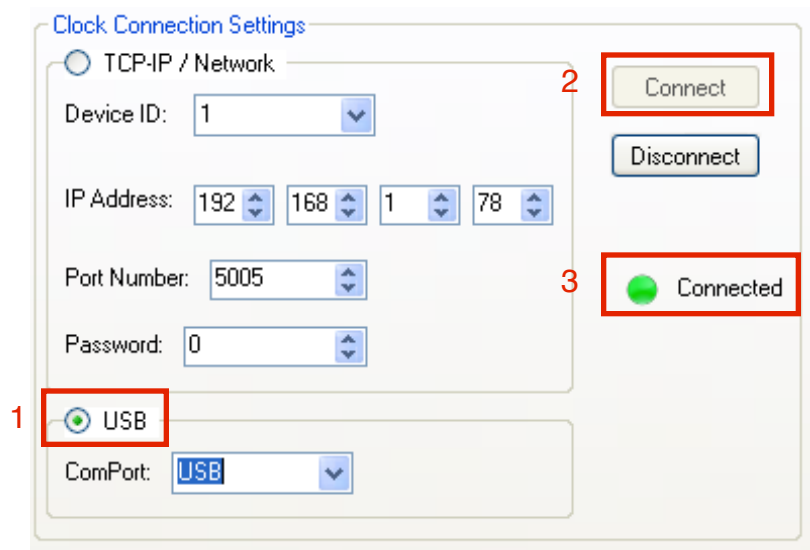 Clock Connection Settings
TCP-IP / Network
2
Connect
Device ID: 1
Disconnect
IP Address: 192 168 1 78
Port Number: 5005
3
Connected
Password: 0
1
USB
ComPort: USB